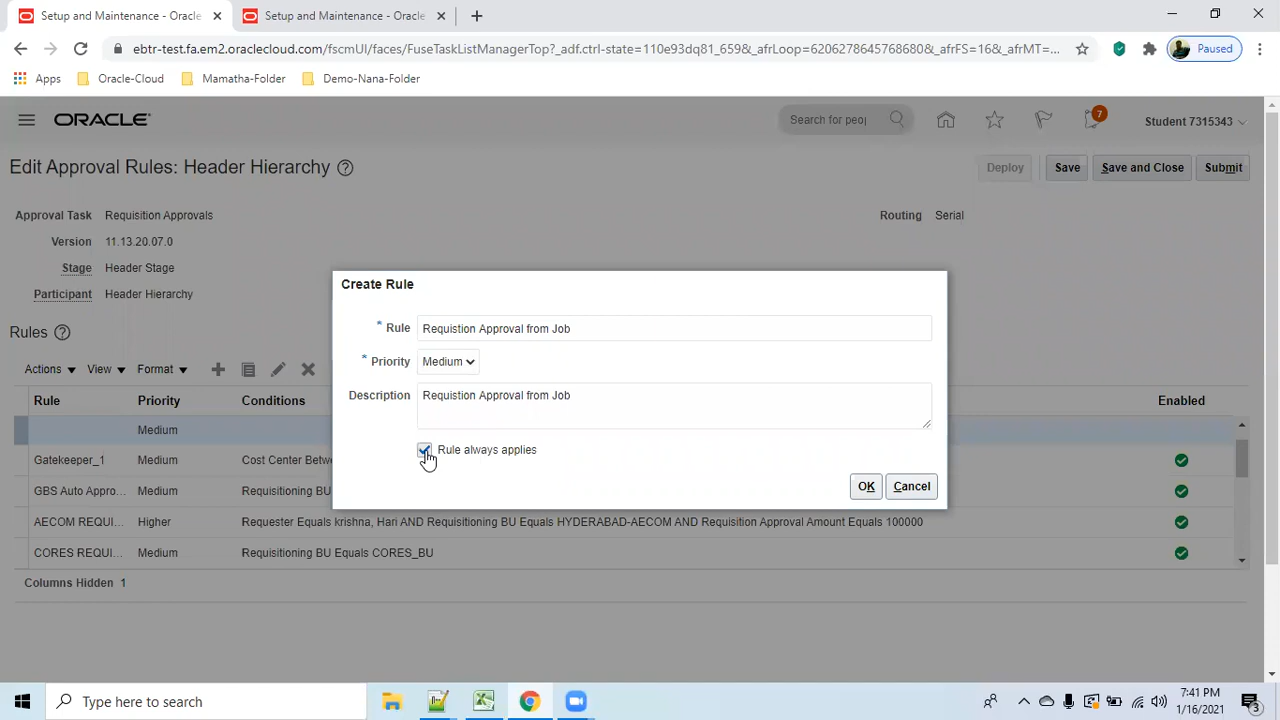 Setup and Maintenance - Oracle
Setup and Maintenance - Oracle
ebtr-test.fa.em2.oraclecloud.com/fscmUI/faces/FuseTaskListManagerTop?_adf.ctrl-state=110e93dq81_659&_afrLoop=6206278645768680&_afrFS=16&_afrMT=...
Paused
Apps
Oracle-Cloud
Mamatha-Folder
Demo-Nana-Folder
ORACLE
Search for peop
7
Student 7315343
Edit Approval Rules: Header Hierarchy
Deploy
Save
Save and Close
Submit
Approval Task Requisition Approvals
Routing Serial
Version 11.13.20.07.0
Stage Header Stage
Participant Header Hierarchy
Rules
Actions
View
Format
Rule
Priority
Conditions
Enabled
Medium
Gatekeeper_1 Medium Cost Center Betwe
GBS Auto Appro... Medium Requisitioning BU
AECOM REQUI... Higher Requester Equals krishna, Hari AND Requisitioning BU Equals HYDERABAD-AECOM AND Requisition Approval Amount Equals 100000
CORES REQUI... Medium Requisitioning BU Equals CORES_BU
Columns Hidden 1
Create Rule
* Rule Requistion Approval from Job
* Priority Medium
Description Requistion Approval from Job
Rule always applies
OK
Cancel
Type here to search
7:41 PM
1/16/2021
3